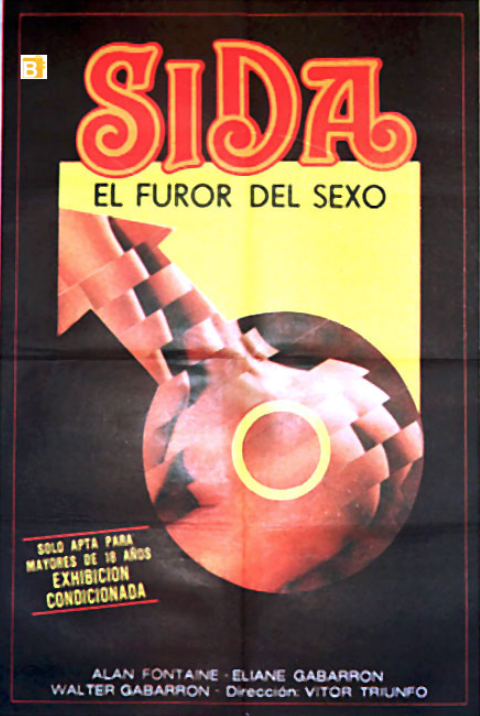 B
SIDA
EL FUROR DEL SEXO
SOLO APTA PARA
MAYORES DE 18 AÑOS
EXHIBICION
CONDICIONADA
ALAN FONTAINE - ELIANE GABARRON
WALTER GABARRON - Dirección: VITOR TRIUNFO